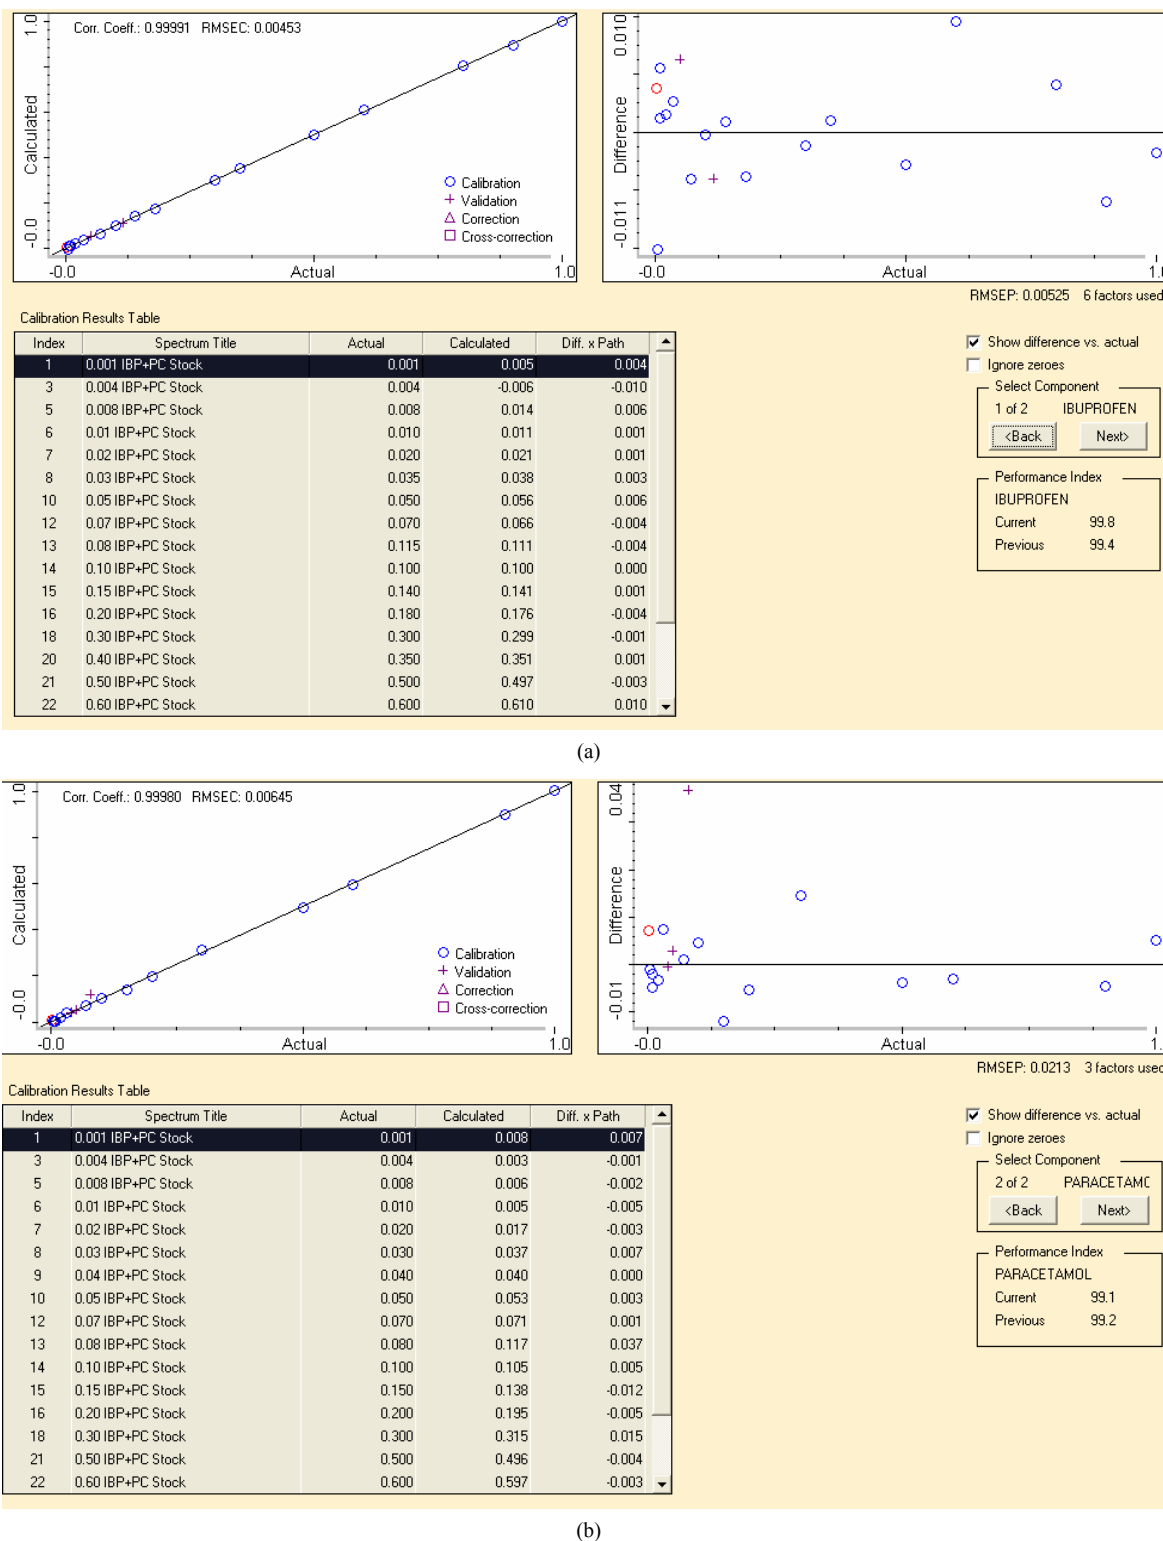 Corr. Coeff.: 0.99991 RMSEC: 0.00453
1.0
Calculated
-0.0
Calibration
Validation
Correction
Cross-correction
-0.0 Actual 1.0
0.010
Difference
-0.011
-0.0 Actual 1.0
RMSEP: 0.00525 6 factors used
Calibration Results Table
Index Spectrum Title Actual Calculated Diff. x Path
1 0.001 IBP+PC Stock 0.001 0.005 0.004
3 0.004 IBP+PC Stock 0.004 -0.006 -0.010
5 0.008 IBP+PC Stock 0.008 0.014 0.006
6 0.01 IBP+PC Stock 0.010 0.011 0.001
7 0.02 IBP+PC Stock 0.020 0.021 0.001
8 0.03 IBP+PC Stock 0.035 0.038 0.003
10 0.05 IBP+PC Stock 0.050 0.056 0.006
12 0.07 IBP+PC Stock 0.070 0.066 -0.004
13 0.08 IBP+PC Stock 0.115 0.111 -0.004
14 0.10 IBP+PC Stock 0.100 0.100 0.000
15 0.15 IBP+PC Stock 0.140 0.141 0.001
16 0.20 IBP+PC Stock 0.180 0.176 -0.004
18 0.30 IBP+PC Stock 0.300 0.299 -0.001
20 0.40 IBP+PC Stock 0.350 0.351 0.001
21 0.50 IBP+PC Stock 0.500 0.497 -0.003
22 0.60 IBP+PC Stock 0.600 0.610 0.010
Show difference vs. actual
Ignore zeroes
Select Component
1 of 2 IBUPROFEN
<Back Next>
Performance Index
IBUPROFEN
Current 99.8
Previous 99.4
(a)
Corr. Coeff.: 0.99980 RMSEC: 0.00645
1.0
Calculated
-0.0
Calibration
Validation
Correction
Cross-correction
-0.0 Actual 1.0
0.04
Difference
-0.01
-0.0 Actual 1.
RMSEP: 0.0213 3 factors used
Calibration Results Table
Index Spectrum Title Actual Calculated Diff. x Path
1 0.001 IBP+PC Stock 0.001 0.008 0.007
3 0.004 IBP+PC Stock 0.004 0.003 -0.001
5 0.008 IBP+PC Stock 0.008 0.006 -0.002
6 0.01 IBP+PC Stock 0.010 0.005 -0.005
7 0.02 IBP+PC Stock 0.020 0.017 -0.003
8 0.03 IBP+PC Stock 0.030 0.037 0.007
9 0.04 IBP+PC Stock 0.040 0.040 0.000
10 0.05 IBP+PC Stock 0.050 0.053 0.003
12 0.07 IBP+PC Stock 0.070 0.071 0.001
13 0.08 IBP+PC Stock 0.080 0.117 0.037
14 0.10 IBP+PC Stock 0.100 0.105 0.005
15 0.15 IBP+PC Stock 0.150 0.138 -0.012
16 0.20 IBP+PC Stock 0.200 0.195 -0.005
18 0.30 IBP+PC Stock 0.300 0.315 0.015
21 0.50 IBP+PC Stock 0.500 0.496 -0.004
22 0.60 IBP+PC Stock 0.600 0.597 -0.003
Show difference vs. actual
Ignore zeroes
Select Component
2 of 2 PARACETAMC
<Back Next>
Performance Index
PARACETAMOL
Current 99.1
Previous 99.2
(b)